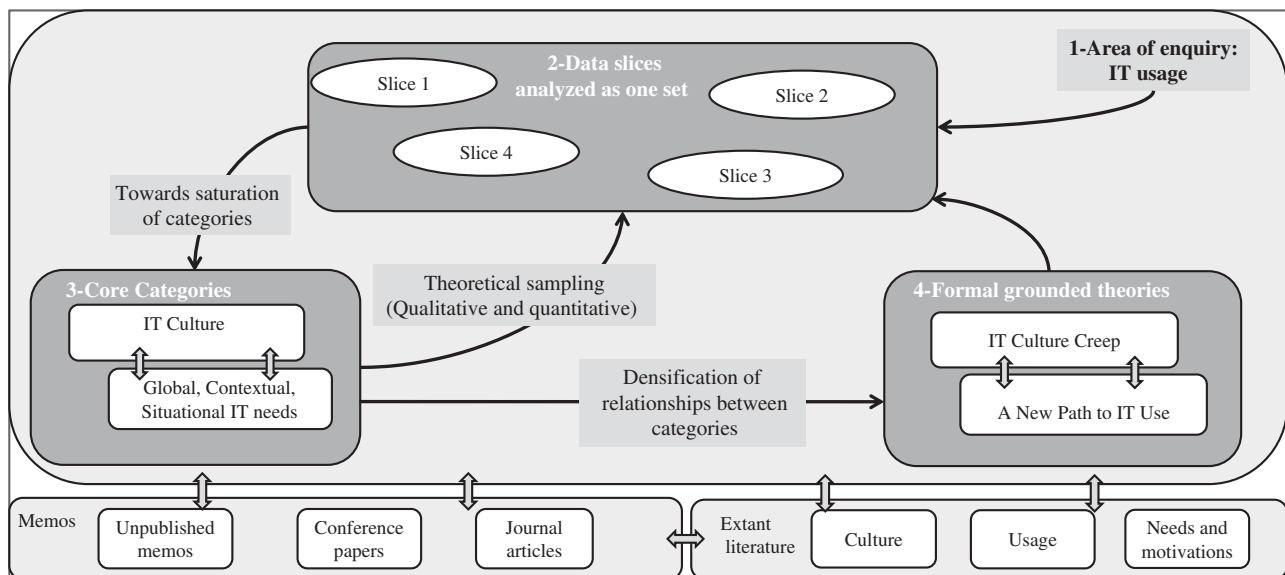 1-Area of enquiry:
IT usage
2-Data slices
analyzed as one set
Slice 1
Slice 2
Slice 4
Slice 3
Towards saturation
of categories
Theoretical sampling
(Qualitative and quantitative)
3-Core Categories
IT Culture
Global, Contextual,
Situational IT needs
Densification of
relationships between
categories
4-Formal grounded theories
IT Culture Creep
A New Path to IT Use
Memos
Unpublished
memos
Conference
papers
Journal
articles
Extant
literature
Culture
Usage
Needs and
motivations